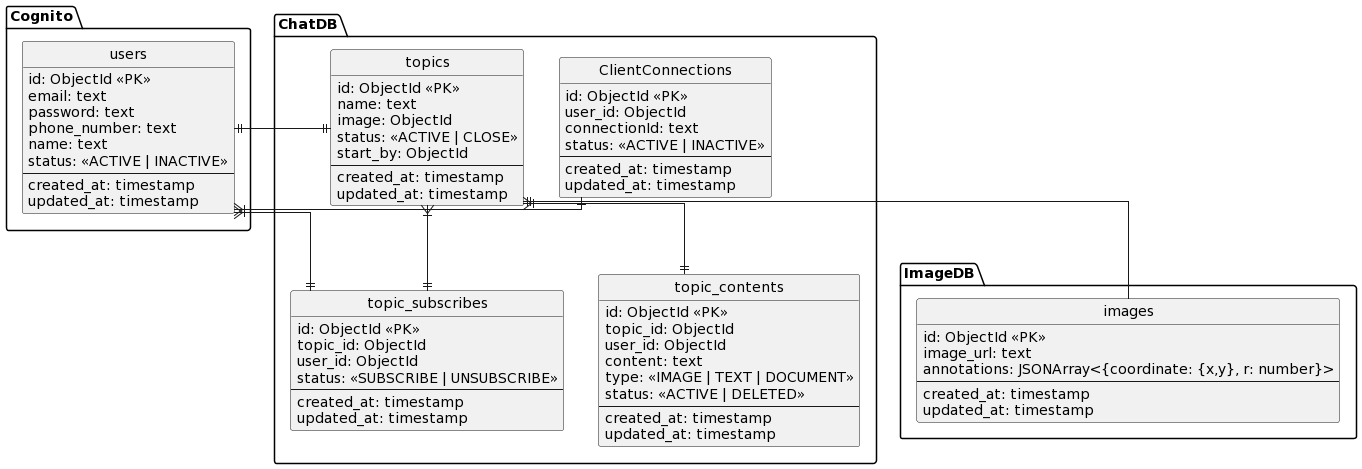 Cognito
users
id: ObjectId «PK»
email: text
password: text
phone_number: text
name: text
status: «ACTIVE | INACTIVE»
created_at: timestamp
updated_at: timestamp
ChatDB
topics
id: ObjectId «PK»
name: text
image: ObjectId
status: «ACTIVE | CLOSE»
start_by: ObjectId
created_at: timestamp
updated_at: timestamp
ClientConnections
id: ObjectId «PK»
user_id: ObjectId
connectionId: text
status: «ACTIVE | INACTIVE»
created_at: timestamp
updated_at: timestamp
topic_subscribes
id: ObjectId «PK»
topic_id: ObjectId
user_id: ObjectId
status: «SUBSCRIBE | UNSUBSCRIBE»
created_at: timestamp
updated_at: timestamp
topic_contents
id: ObjectId «PK»
topic_id: ObjectId
user_id: ObjectId
content: text
type: «IMAGE | TEXT | DOCUMENT»
status: «ACTIVE | DELETED»
created_at: timestamp
updated_at: timestamp
ImageDB
images
id: ObjectId «PK»
image_url: text
annotations: JSONArray<{coordinate: {x,y}, r: number}>
created_at: timestamp
updated_at: timestamp